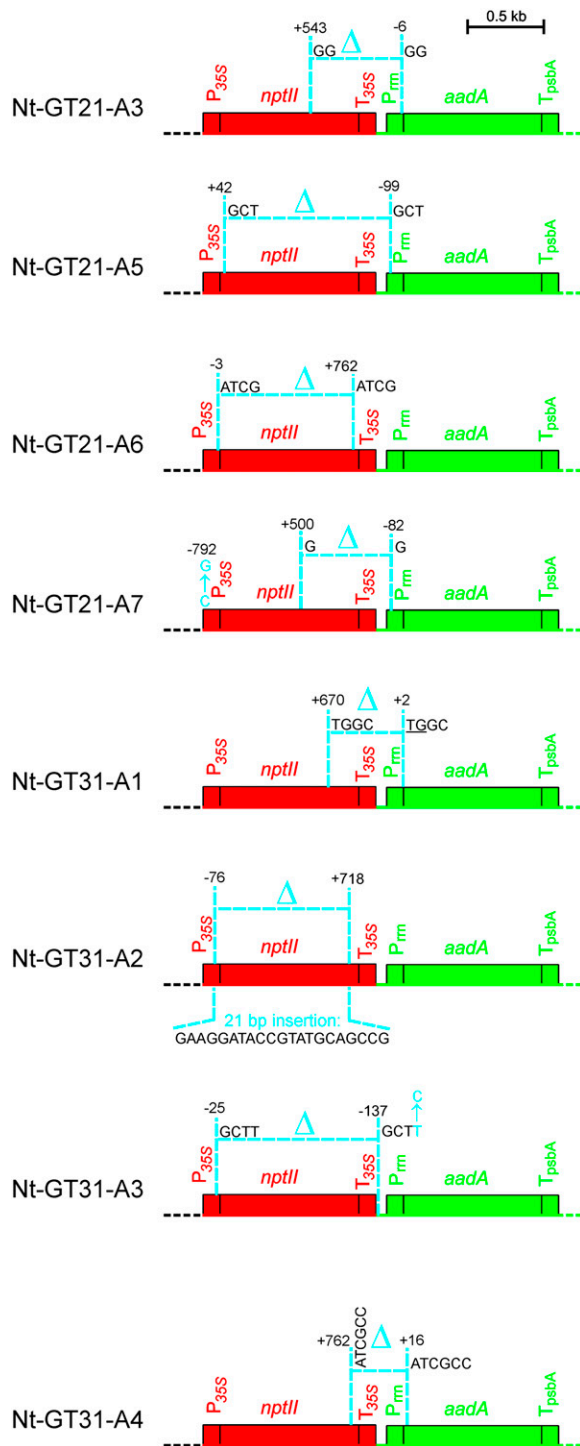 0.5 kb
+543 Δ -6
GG GG
Nt-GT21-A3 P35S nptII T35S Prrn aadA TpsbA
+42 Δ -99
GCT GCT
Nt-GT21-A5 P35S nptII T35S Prrn aadA TpsbA
-3 Δ +762
ATCG ATCG
Nt-GT21-A6 P35S nptII T35S Prrn aadA TpsbA
+500 Δ -82
G G
-792
C→G
Nt-GT21-A7 P35S nptII T35S Prrn aadA TpsbA
+670 Δ +2
TGGC TGGC
Nt-GT31-A1 P35S nptII T35S Prrn aadA TpsbA
-76 Δ +718
Nt-GT31-A2 P35S nptII T35S Prrn aadA TpsbA
21 bp insertion:
GAAGGATACCGTATGCAGCCG
-25 Δ -137
GCTT GCTT→C
Nt-GT31-A3 P35S nptII T35S Prrn aadA TpsbA
+762 Δ +16
ATCGCC ATCGCC
Nt-GT31-A4 P35S nptII T35S Prrn aadA TpsbA